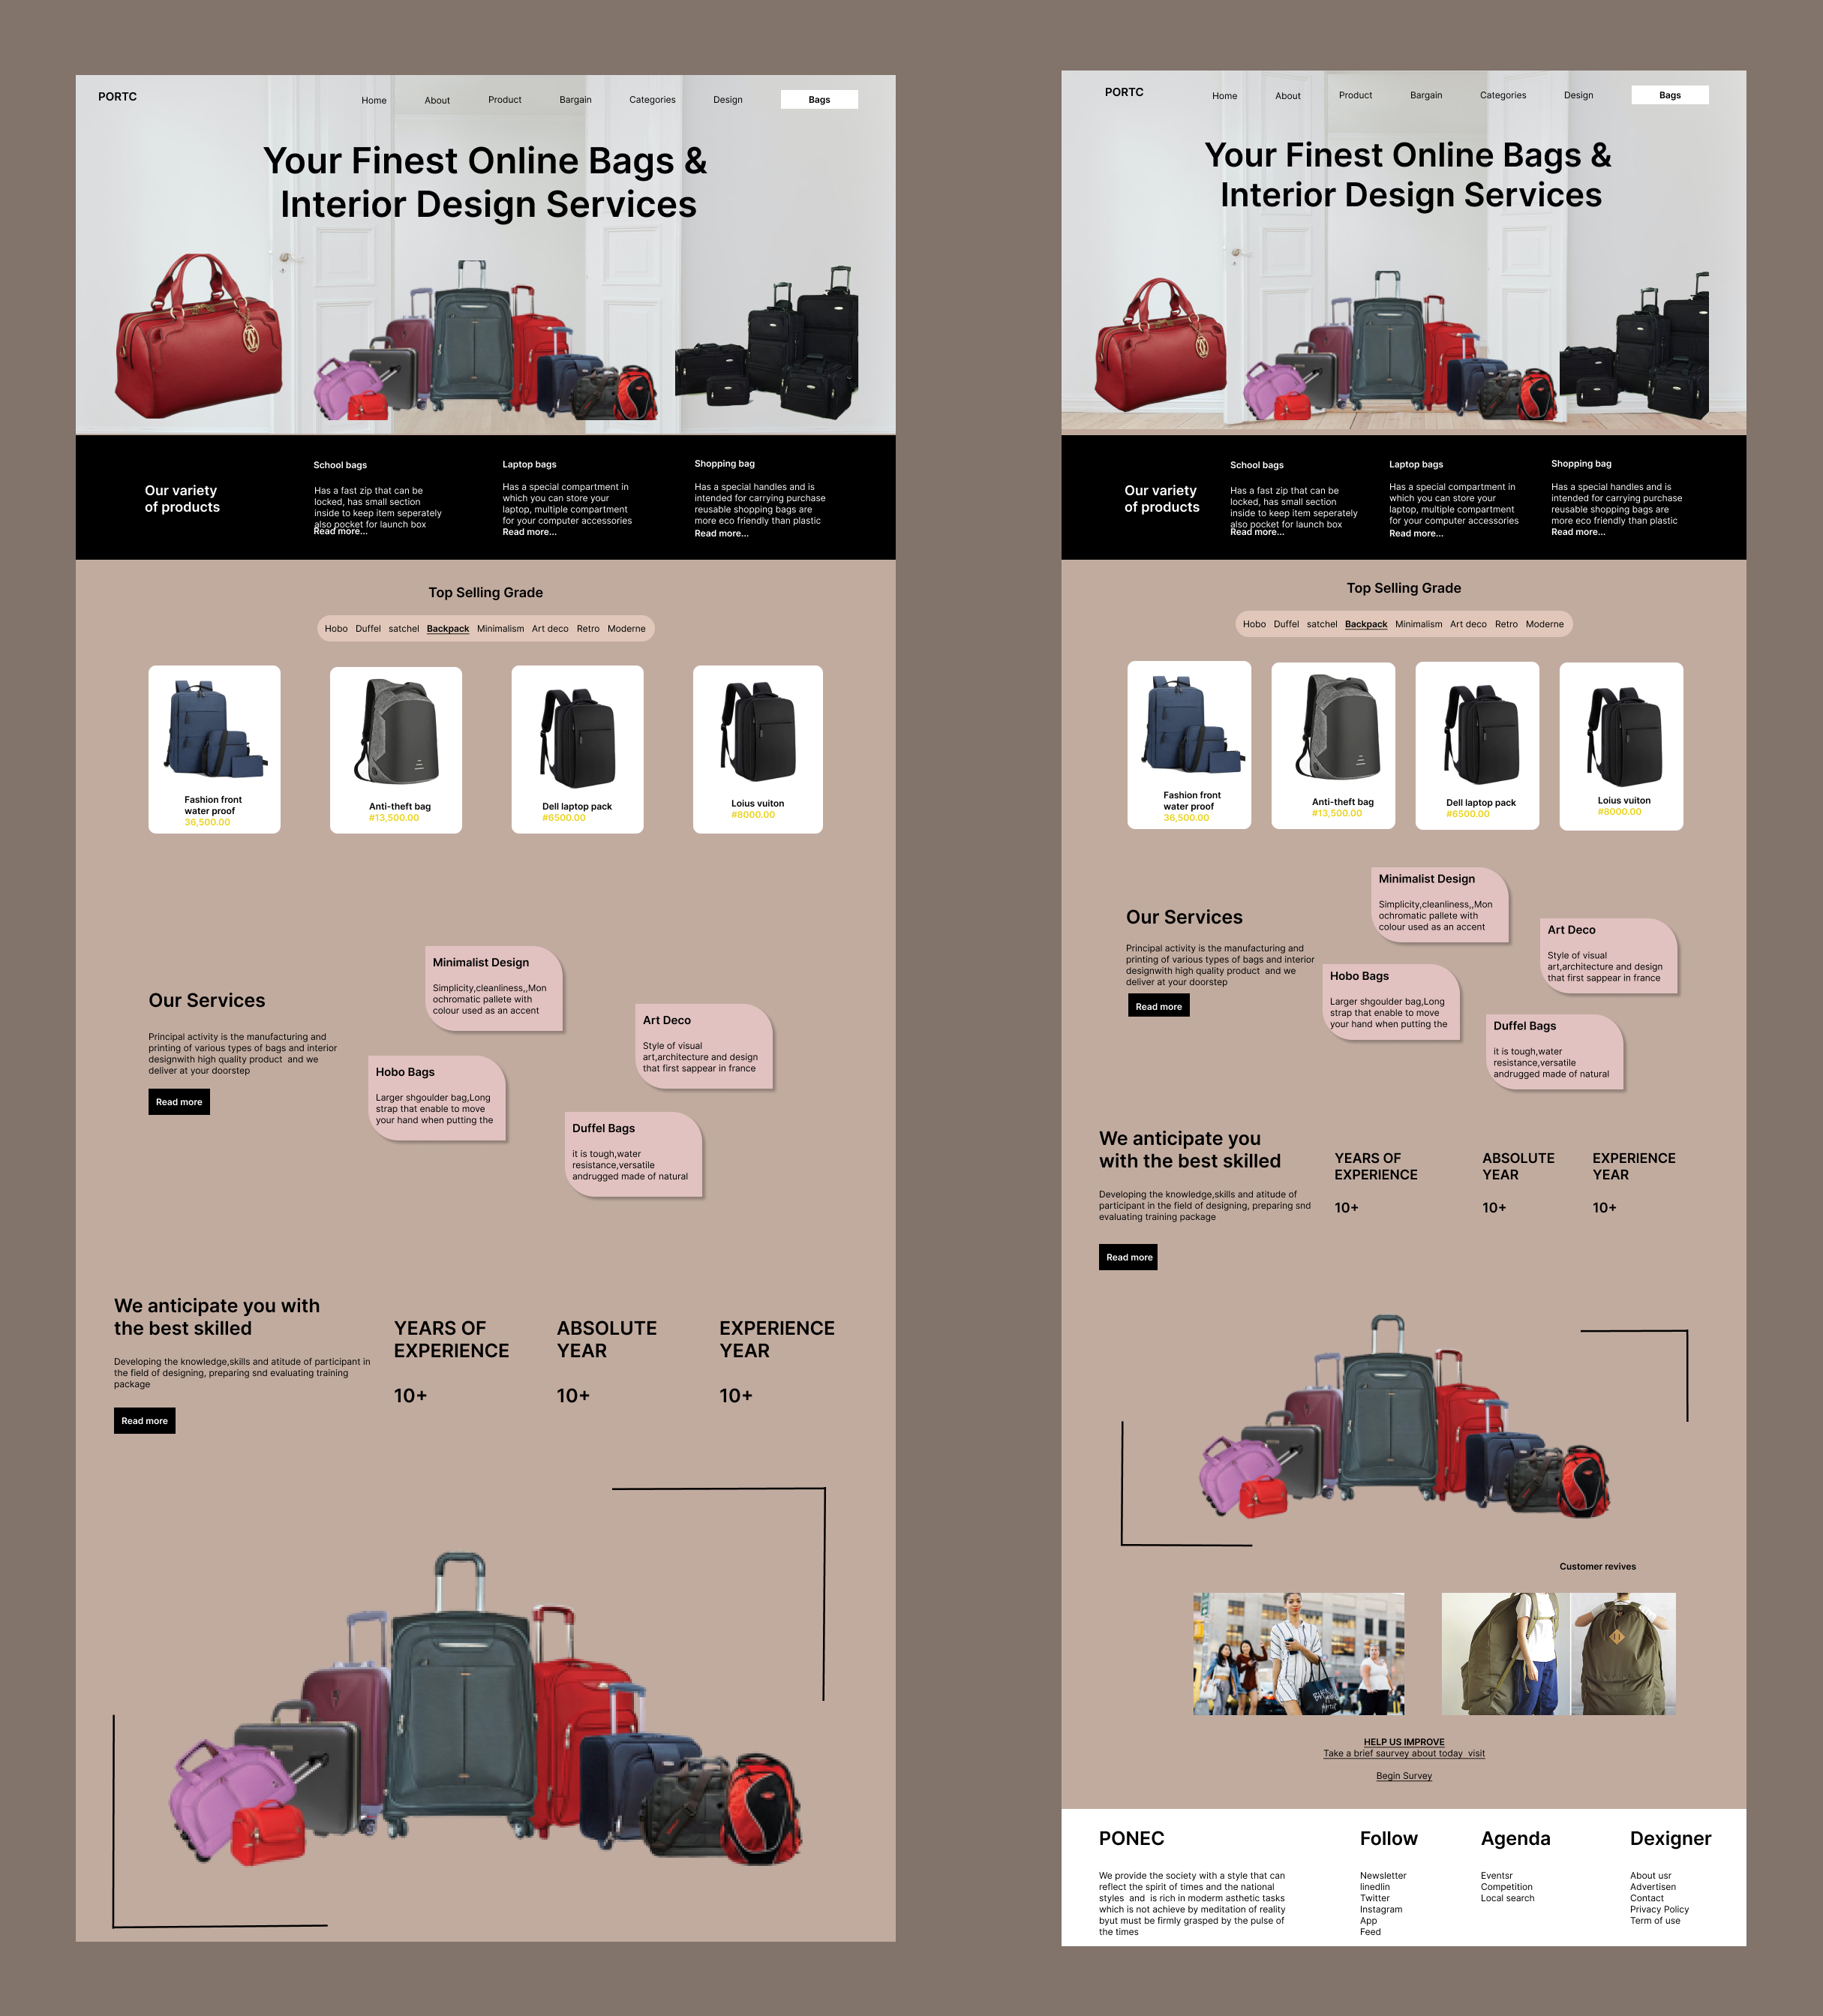 PORTC
Home About Product Bargain Categories Design Bags
Your Finest Online Bags &
Interior Design Services
Our variety
of products
School bags
Has a fast zip that can be
locked, has small section
inside to keep item seperately
also pocket for launch box
Read more...
Laptop bags
Has a special compartment in
which you can store your
laptop, multiple compartment
for your computer accessories
Read more...
Shopping bag
Has a special handles and is
intended for carrying purchase
reusable shopping bags are
more eco friendly than plastic
Read more...
Top Selling Grade
Hobo Duffel satchel Backpack Minimalism Art deco Retro Moderne
Fashion front
water proof
36,500.00
Anti-theft bag
#13,500.00
Dell laptop pack
#6500.00
Loius vuiton
#8000.00
Our Services
Principal activity is the manufacturing and
printing of various types of bags and interior
designwith high quality product and we
deliver at your doorstep
Read more
Minimalist Design
Simplicity,cleanliness,,Mon
ochromatic pallete with
colour used as an accent
Art Deco
Style of visual
art,architecture and design
that first sappear in france
Hobo Bags
Larger shgoulder bag,Long
strap that enable to move
your hand when putting the
Duffel Bags
it is tough,water
resistance,versatile
andrugged made of natural
We anticipate you with
the best skilled
Developing the knowledge,skills and atitude of participant in
the field of designing, preparing snd evaluating training
package
Read more
YEARS OF
EXPERIENCE
10+
ABSOLUTE
YEAR
10+
EXPERIENCE
YEAR
10+
PORTC
Home About Product Bargain Categories Design Bags
Your Finest Online Bags &
Interior Design Services
Our variety
of products
School bags
Has a fast zip that can be
locked, has small section
inside to keep item seperately
also pocket for launch box
Read more...
Laptop bags
Has a special compartment in
which you can store your
laptop, multiple compartment
for your computer accessories
Read more...
Shopping bag
Has a special handles and is
intended for carrying purchase
reusable shopping bags are
more eco friendly than plastic
Read more...
Top Selling Grade
Hobo Duffel satchel Backpack Minimalism Art deco Retro Moderne
Fashion front
water proof
36,500.00
Anti-theft bag
#13,500.00
Dell laptop pack
#6500.00
Loius vuiton
#8000.00
Our Services
Principal activity is the manufacturing and
printing of various types of bags and interior
designwith high quality product and we
deliver at your doorstep
Read more
Minimalist Design
Simplicity,cleanliness,,Mon
ochromatic pallete with
colour used as an accent
Art Deco
Style of visual
art,architecture and design
that first sappear in france
Hobo Bags
Larger shgoulder bag,Long
strap that enable to move
your hand when putting the
Duffel Bags
it is tough,water
resistance,versatile
andrugged made of natural
We anticipate you
with the best skilled
Developing the knowledge,skills and atitude of
participant in the field of designing, preparing snd
evaluating training package
Read more
YEARS OF
EXPERIENCE
10+
ABSOLUTE
YEAR
10+
EXPERIENCE
YEAR
10+
Customer revives
HELP US IMPROVE
Take a brief saurvey about today visit
Begin Survey
PONEC
We provide the society with a style that can
reflect the spirit of times and the national
styles and is rich in moderm asthetic tasks
which is not achieve by meditation of reality
byut must be firmly grasped by the pulse of
the times
Follow
Newsletter
linedlin
Twitter
Instagram
App
Feed
Agenda
Eventsr
Competition
Local search
Dexigner
About usr
Advertisen
Contact
Privacy Policy
Term of use